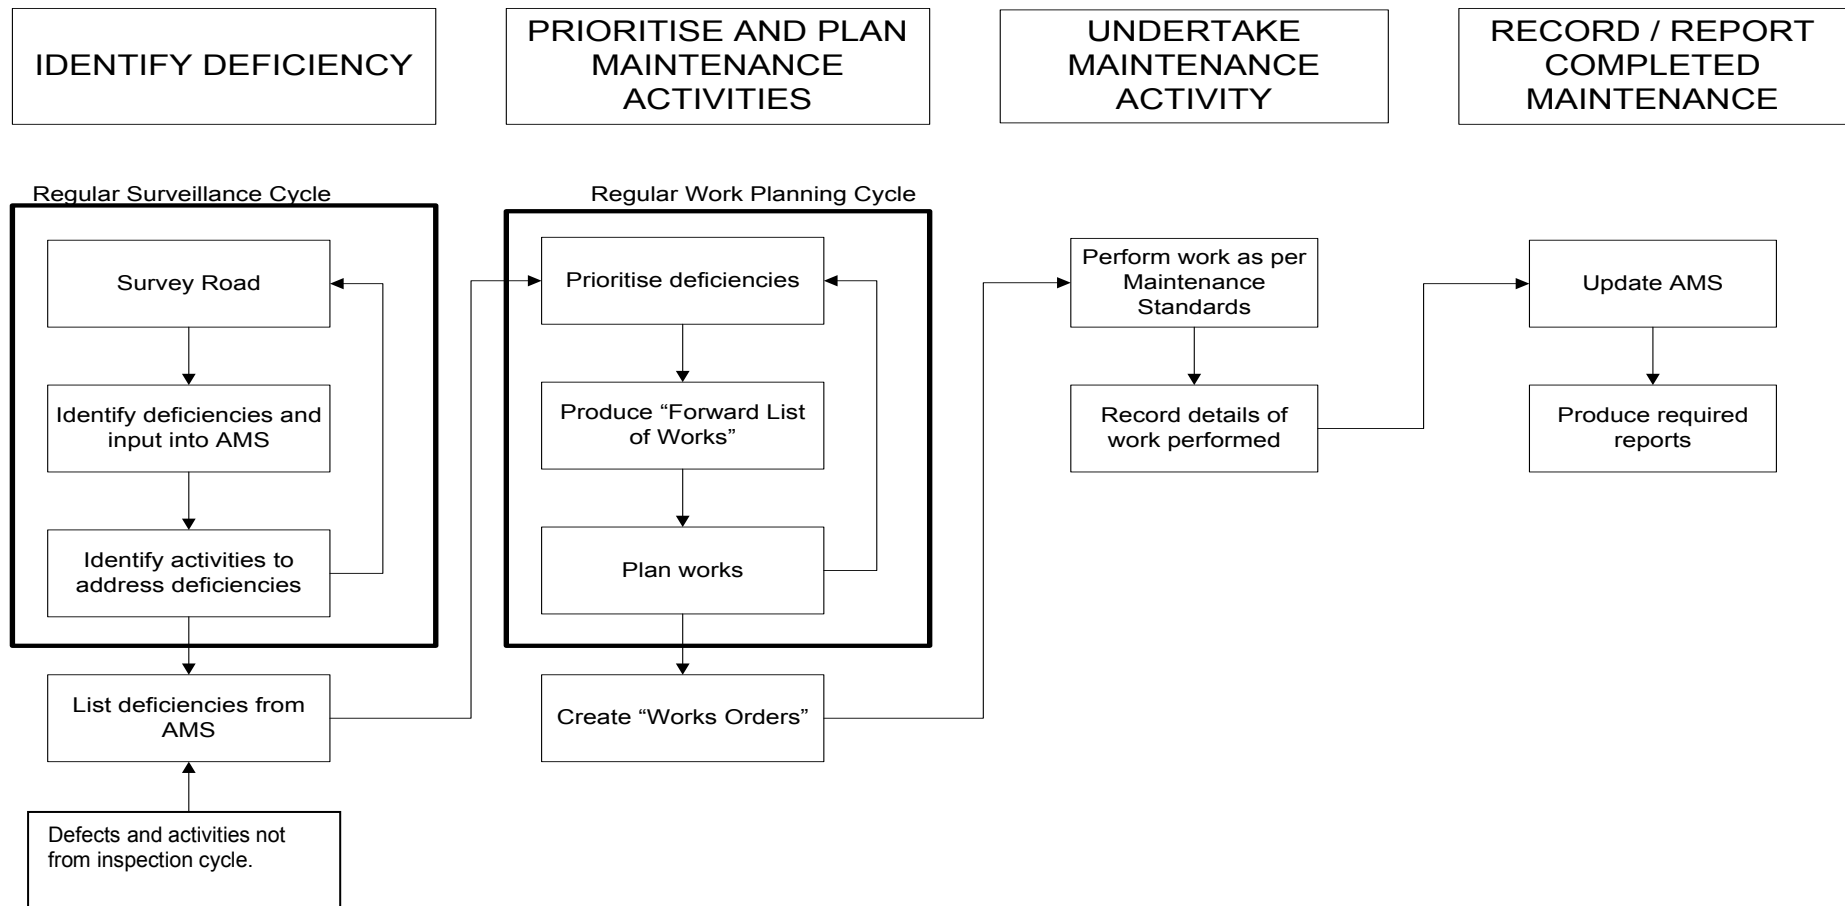 IDENTIFY DEFICIENCY
PRIORITISE AND PLAN
MAINTENANCE
ACTIVITIES
UNDERTAKE
MAINTENANCE
ACTIVITY
RECORD / REPORT
COMPLETED
MAINTENANCE
Regular Surveillance Cycle
Survey Road
Identify deficiencies and
input into AMS
Identify activities to
address deficiencies
List deficiencies from
AMS
Defects and activities not
from inspection cycle.
Regular Work Planning Cycle
Prioritise deficiencies
Produce “Forward List
of Works”
Plan works
Create “Works Orders”
Perform work as per
Maintenance
Standards
Record details of
work performed
Update AMS
Produce required
reports